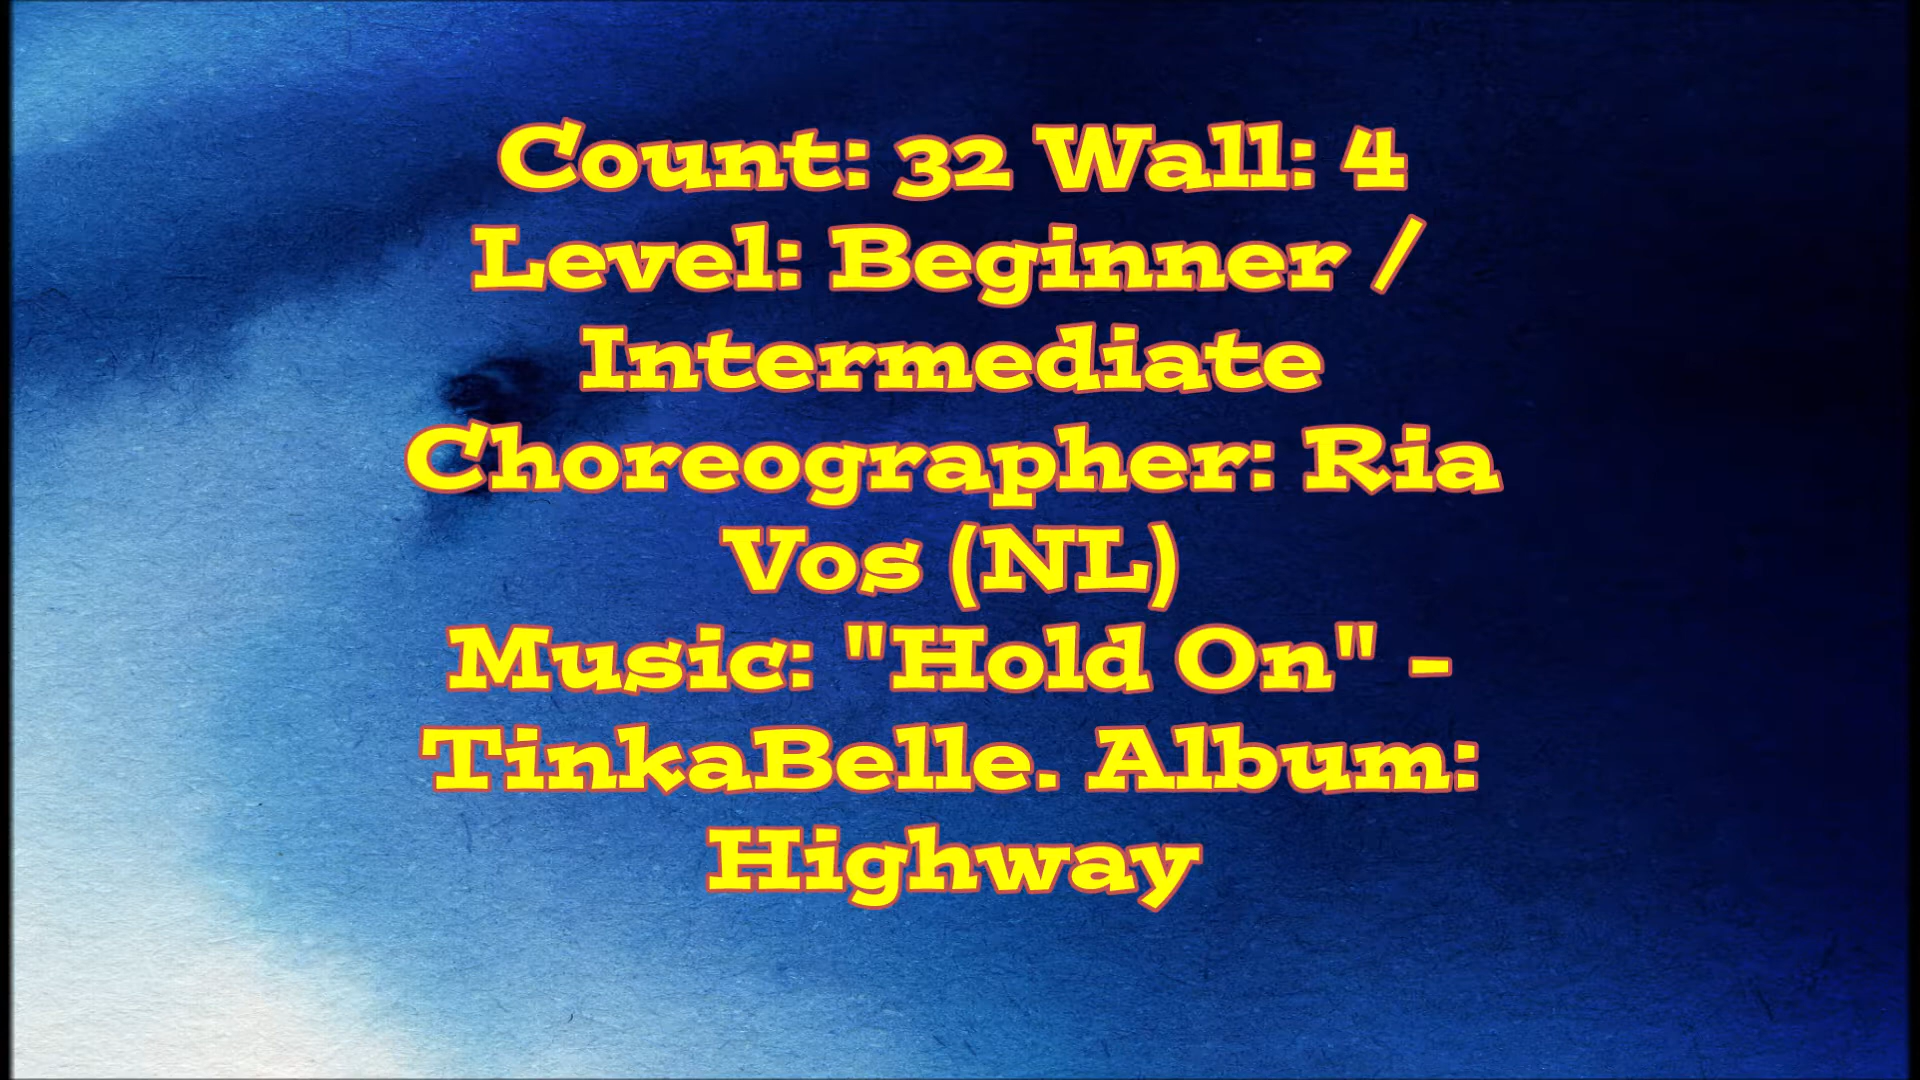 Count: 32 Wall: 4
Level: Beginner /
Intermediate
Choreographer: Ria
Vos (NL)
Music: "Hold On" -
TinkaBelle. Album:
Highway